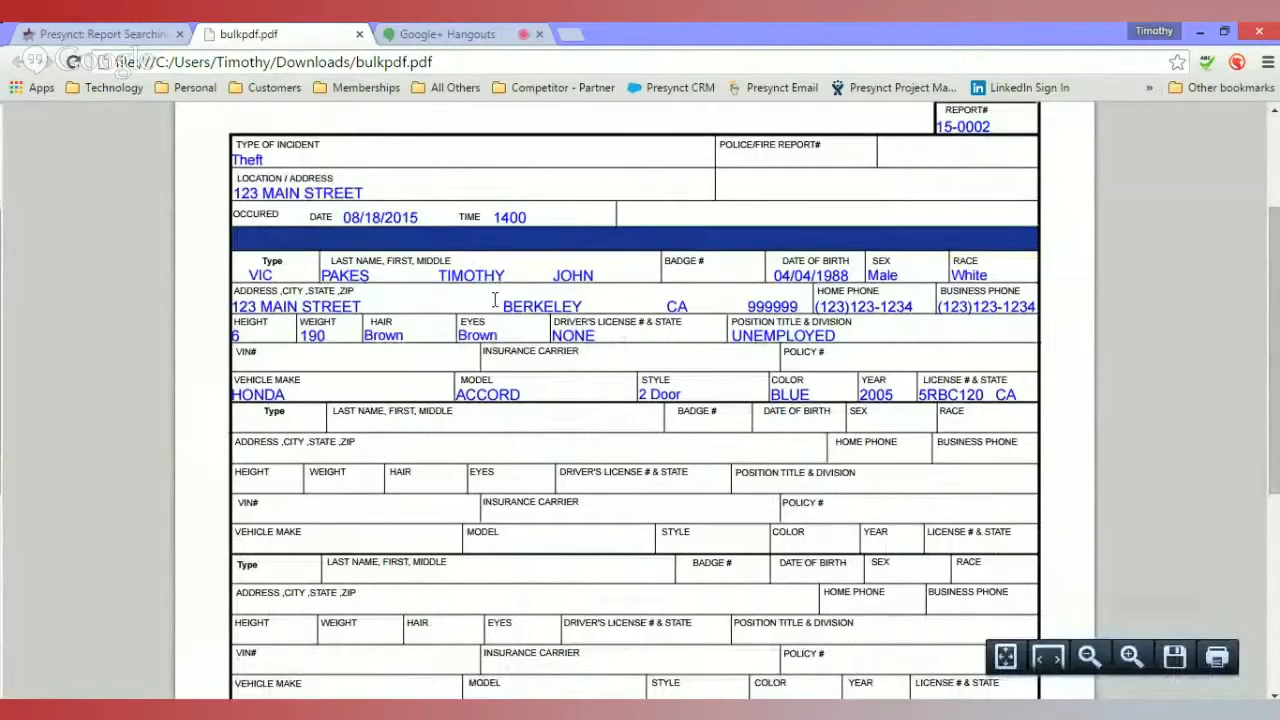 Presynct: Report Searching
bulkpdf.pdf
Google+ Hangouts
Timothy
Google
file:///C:/Users/Timothy/Downloads/bulkpdf.pdf
Apps Technology Personal Customers Memberships All Others Competitor - Partner Presynct CRM Presynct Email Presynct Project Ma... LinkedIn Sign In » Other bookmarks
REPORT#
15-0002
TYPE OF INCIDENT POLICE/FIRE REPORT#
Theft
LOCATION / ADDRESS
123 MAIN STREET
OCCURED DATE 08/18/2015 TIME 1400
Type LAST NAME, FIRST, MIDDLE BADGE # DATE OF BIRTH SEX RACE
VIC PAKES TIMOTHY JOHN 04/04/1988 Male White
ADDRESS ,CITY ,STATE ,ZIP HOME PHONE BUSINESS PHONE
123 MAIN STREET BERKELEY CA 999999 (123)123-1234 (123)123-1234
HEIGHT WEIGHT HAIR EYES DRIVER'S LICENSE # & STATE POSITION TITLE & DIVISION
6 190 Brown Brown NONE UNEMPLOYED
VIN# INSURANCE CARRIER POLICY #
VEHICLE MAKE MODEL STYLE COLOR YEAR LICENSE # & STATE
HONDA ACCORD 2 Door BLUE 2005 5RBC120 CA
Type LAST NAME, FIRST, MIDDLE BADGE # DATE OF BIRTH SEX RACE
ADDRESS ,CITY ,STATE ,ZIP HOME PHONE BUSINESS PHONE
HEIGHT WEIGHT HAIR EYES DRIVER'S LICENSE # & STATE POSITION TITLE & DIVISION
VIN# INSURANCE CARRIER POLICY #
VEHICLE MAKE MODEL STYLE COLOR YEAR LICENSE # & STATE
Type LAST NAME, FIRST, MIDDLE BADGE # DATE OF BIRTH SEX RACE
ADDRESS ,CITY ,STATE ,ZIP HOME PHONE BUSINESS PHONE
HEIGHT WEIGHT HAIR EYES DRIVER'S LICENSE # & STATE POSITION TITLE & DIVISION
VIN# INSURANCE CARRIER POLICY #
VEHICLE MAKE MODEL STYLE COLOR YEAR LICENSE # & STATE